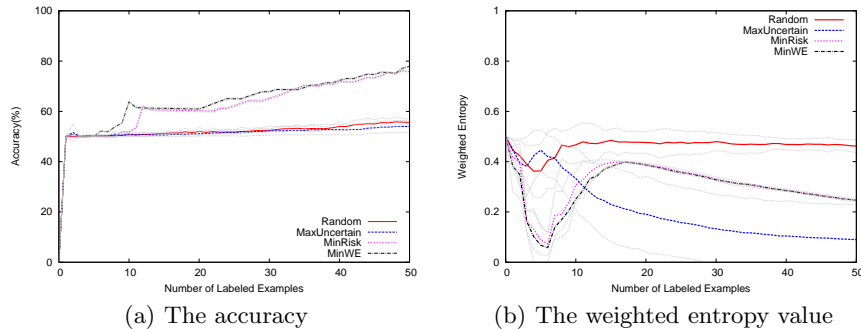 100
80
60
40
20
0
0 10 20 30 40 50
Accuracy(%)
Number of Labeled Examples
Random
MaxUncertain
MinRisk
MinWE
(a) The accuracy
1
0.8
0.6
0.4
0.2
0
0 10 20 30 40 50
Weighted Entropy
Number of Labeled Examples
Random
MaxUncertain
MinRisk
MinWE
(b) The weighted entropy value